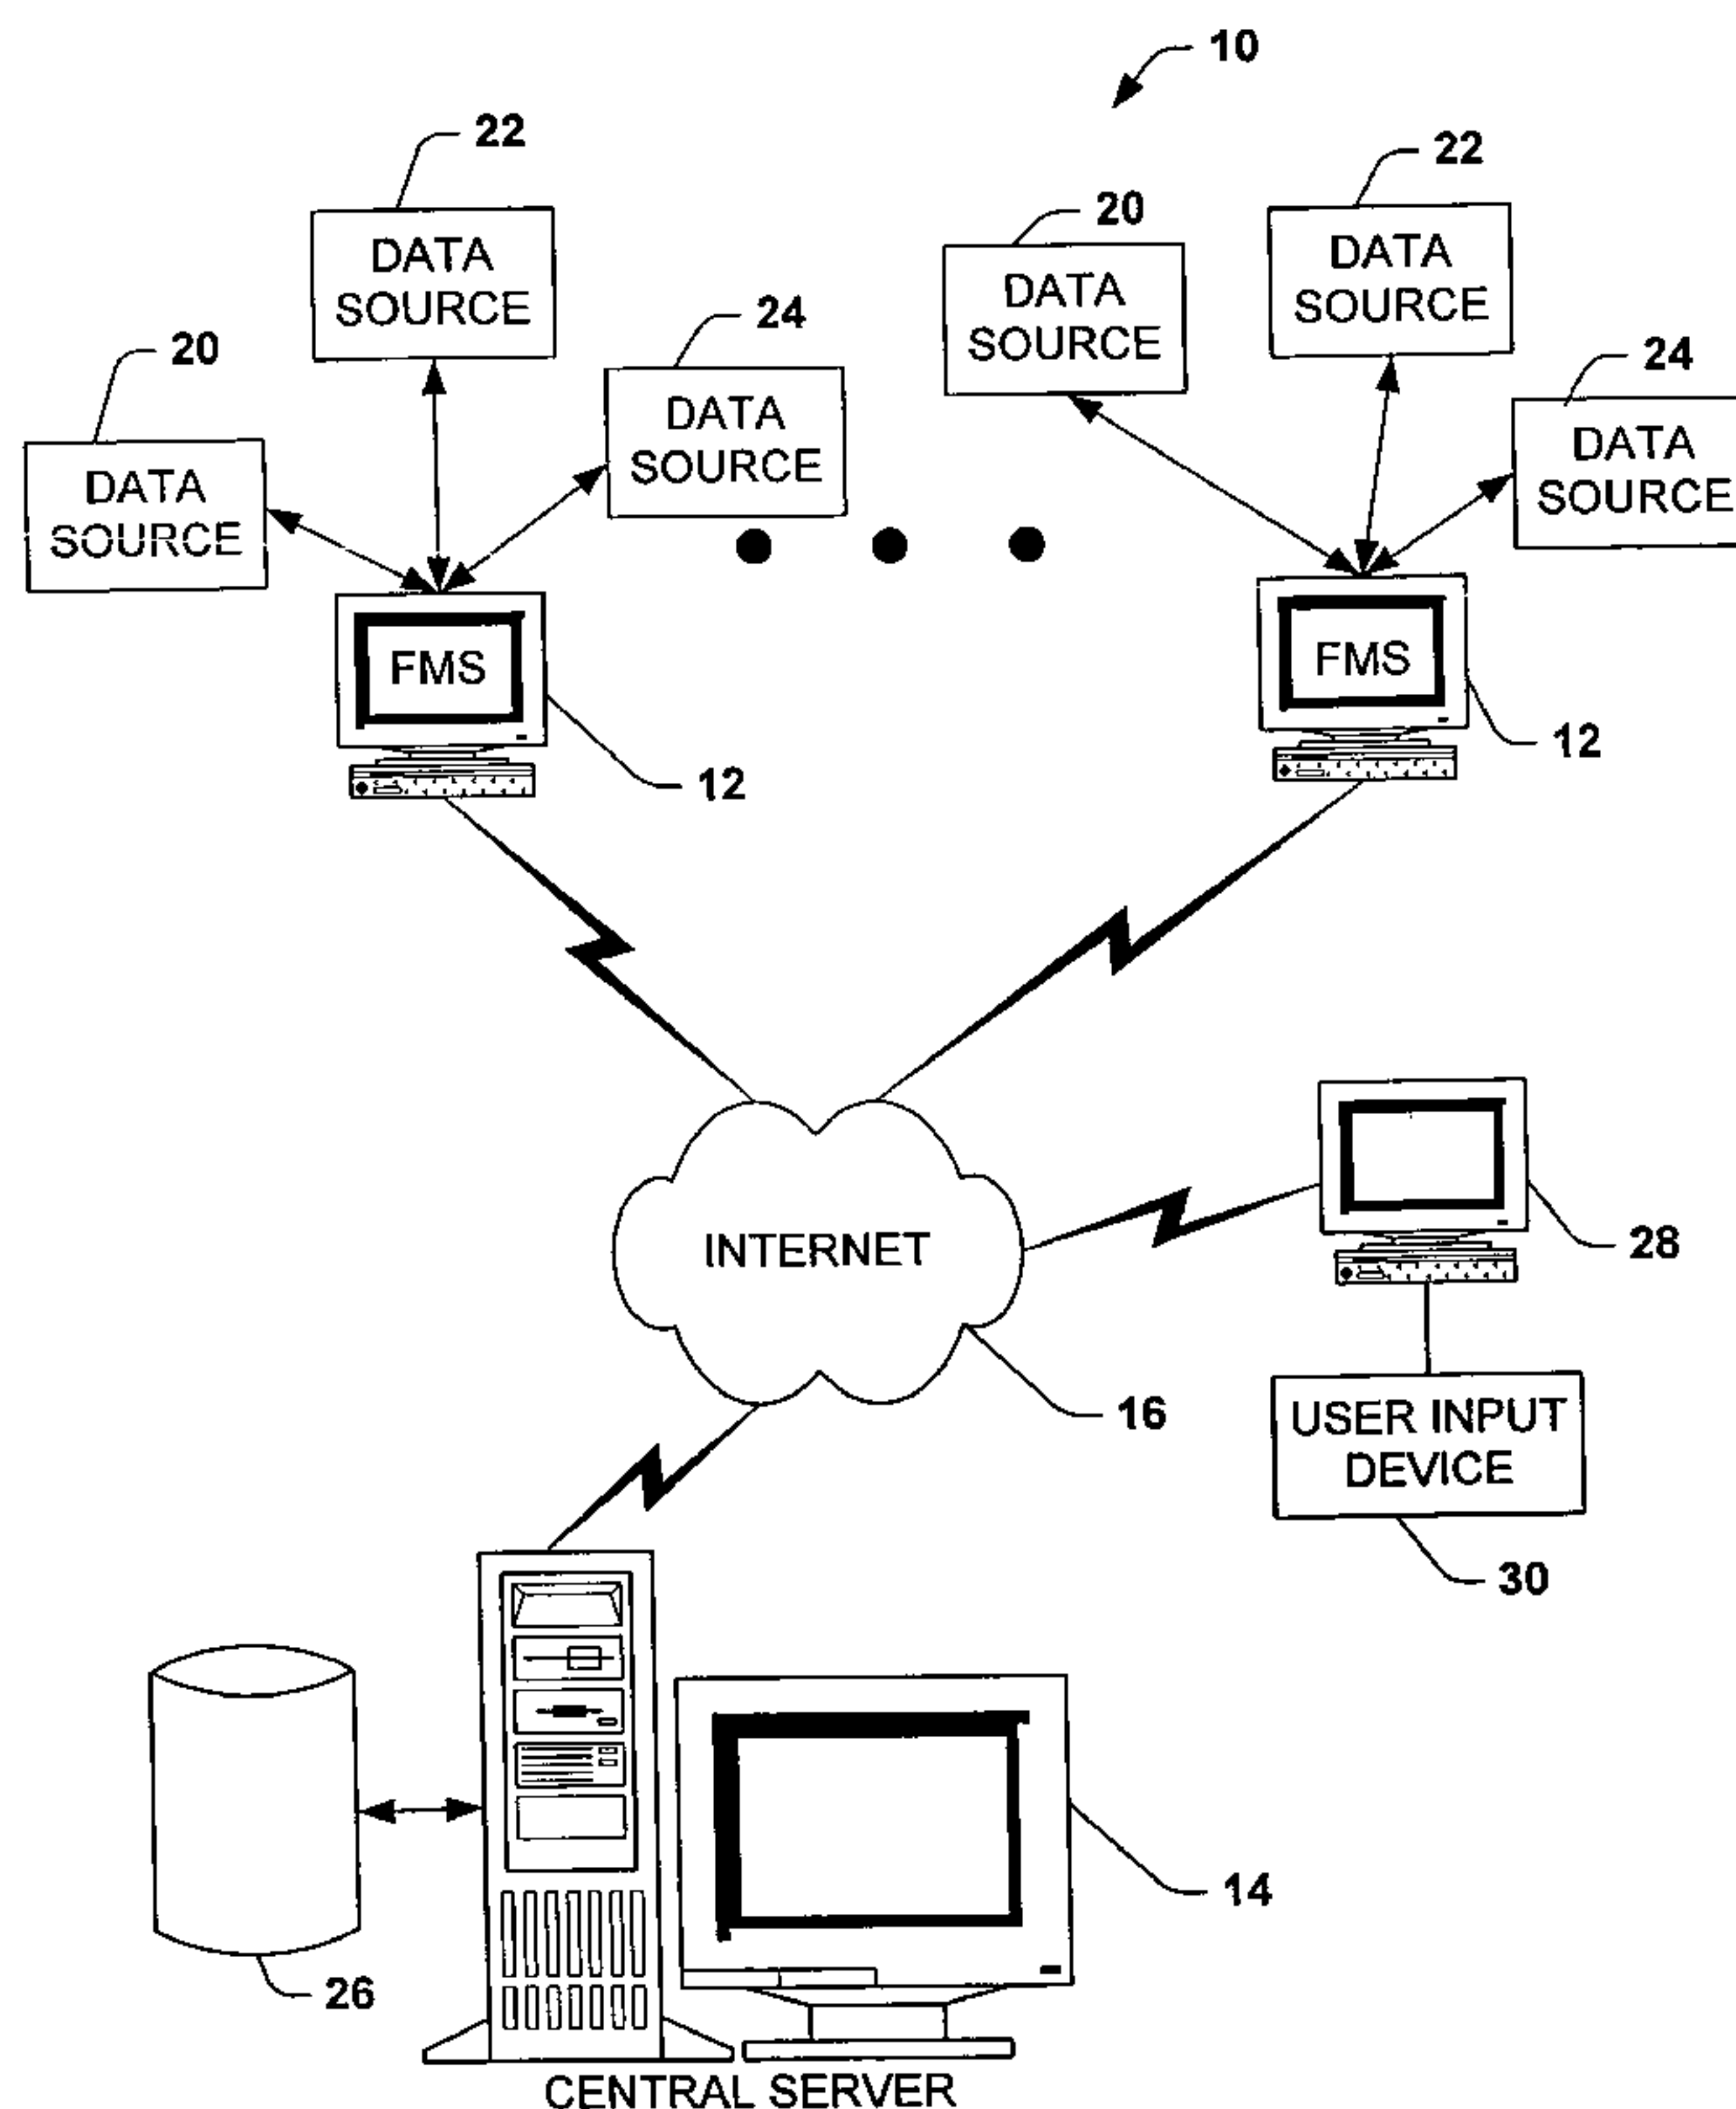 10
22
22
20
DATA
SOURCE
DATA
SOURCE
DATA
SOURCE
24
20
24
DATA
SOURCE
DATA
SOURCE
DATA
SOURCE
FMS
FMS
12
12
INTERNET
28
16
USER INPUT
DEVICE
30
14
26
CENTRAL SERVER